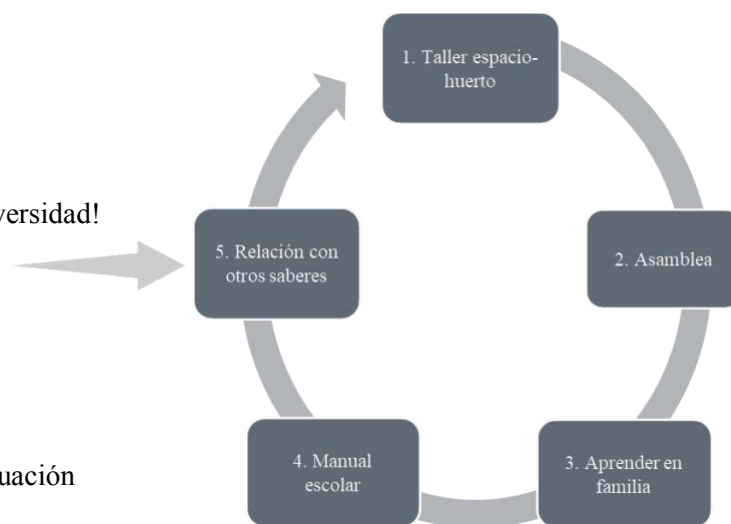 1. Taller espacio-
huerto
versidad!
5. Relación con
otros saberes
2. Asamblea
4. Manual
escolar
3. Aprender en
familia
uación